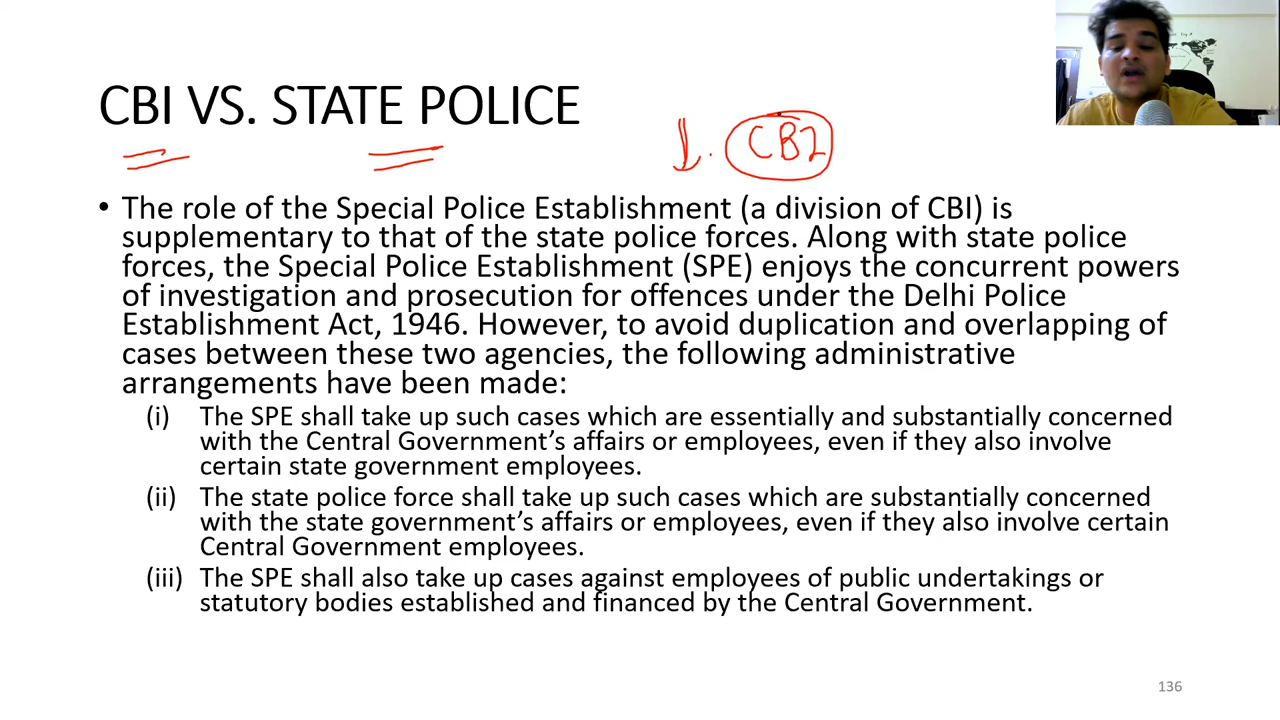 CBI VS. STATE POLICE
CBI
• The role of the Special Police Establishment (a division of CBI) is
supplementary to that of the state police forces. Along with state police
forces, the Special Police Establishment (SPE) enjoys the concurrent powers
of investigation and prosecution for offences under the Delhi Police
Establishment Act, 1946. However, to avoid duplication and overlapping of
cases between these two agencies, the following administrative
arrangements have been made:
(i) The SPE shall take up such cases which are essentially and substantially concerned
with the Central Government’s affairs or employees, even if they also involve
certain state government employees.
(ii) The state police force shall take up such cases which are substantially concerned
with the state government’s affairs or employees, even if they also involve certain
Central Government employees.
(iii) The SPE shall also take up cases against employees of public undertakings or
statutory bodies established and financed by the Central Government.
136